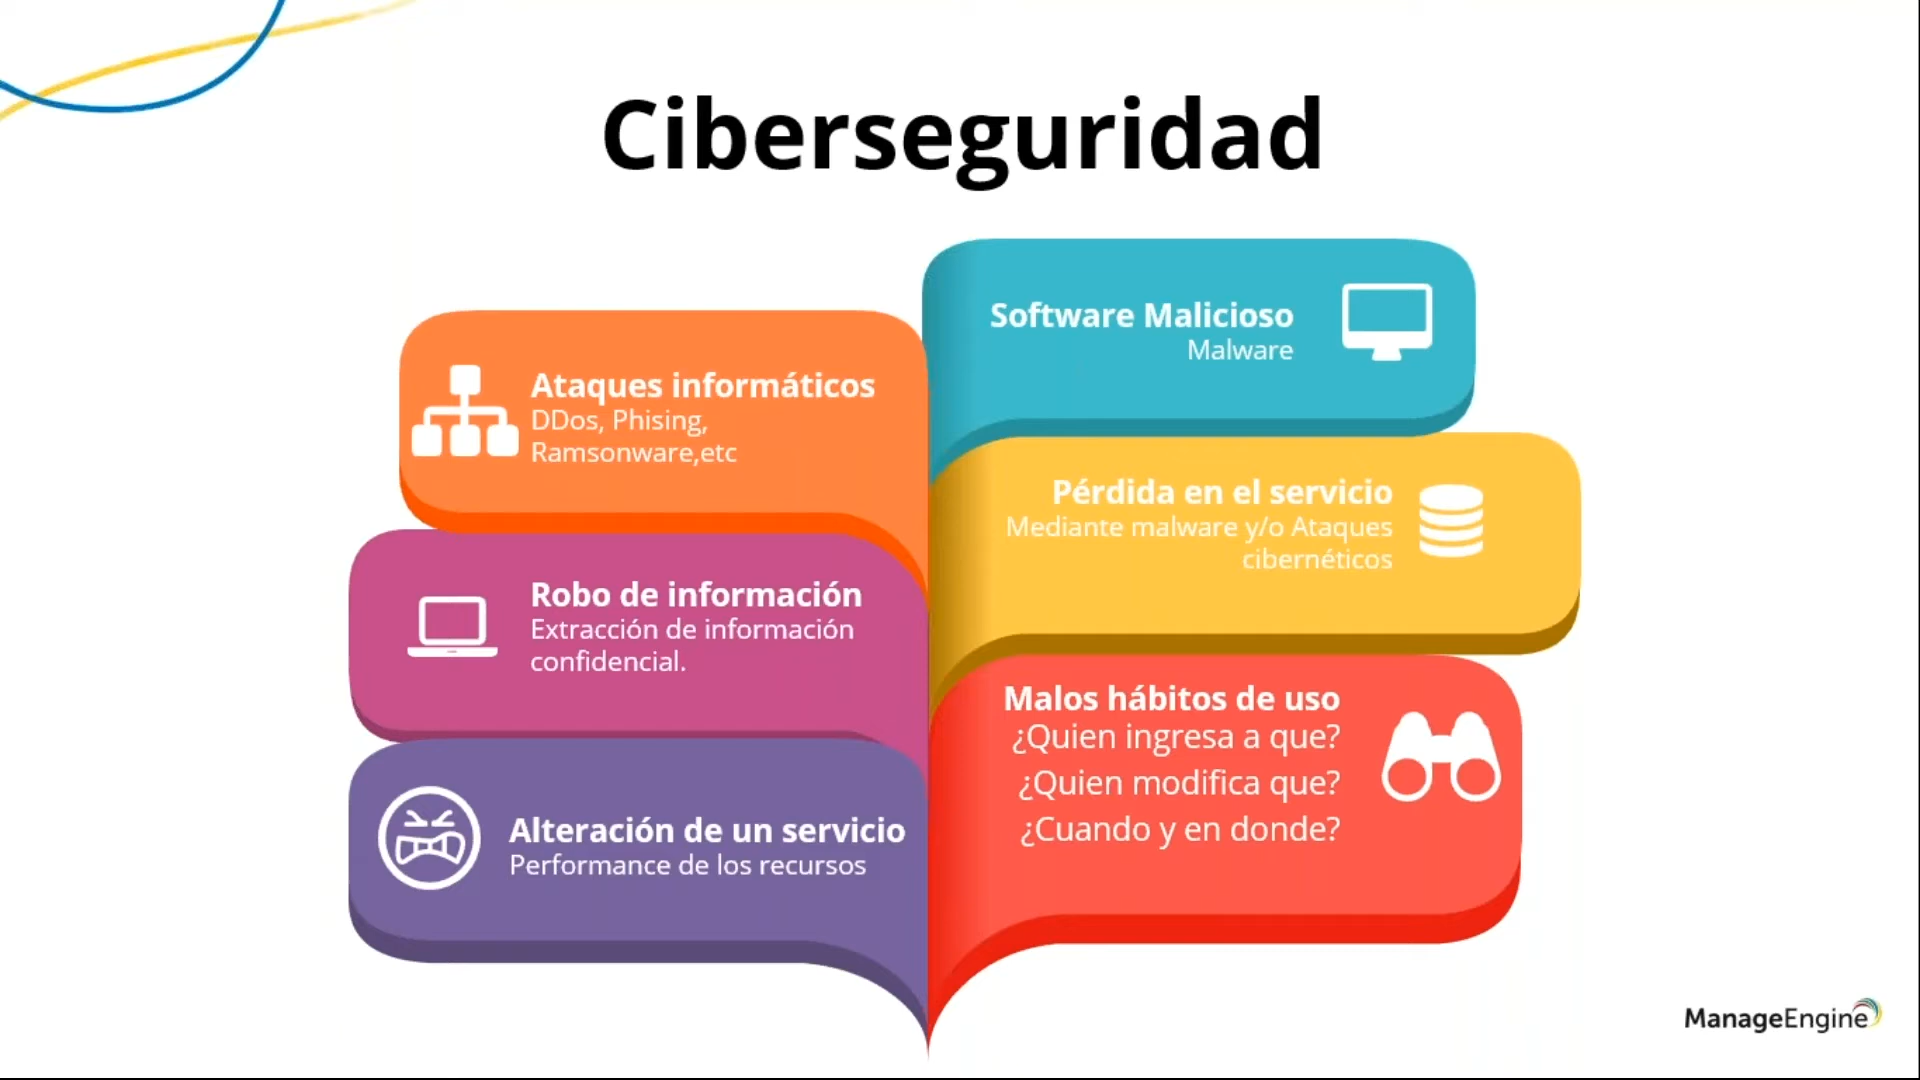 Ciberseguridad
Software Malicioso
Malware
Ataques informáticos
DDos, Phising,
Ramsonware,etc
Pérdida en el servicio
Mediante malware y/o Ataques
cibernéticos
Robo de información
Extracción de información
confidencial.
Malos hábitos de uso
¿Quien ingresa a que?
¿Quien modifica que?
¿Cuando y en donde?
Alteración de un servicio
Performance de los recursos
ManageEngine